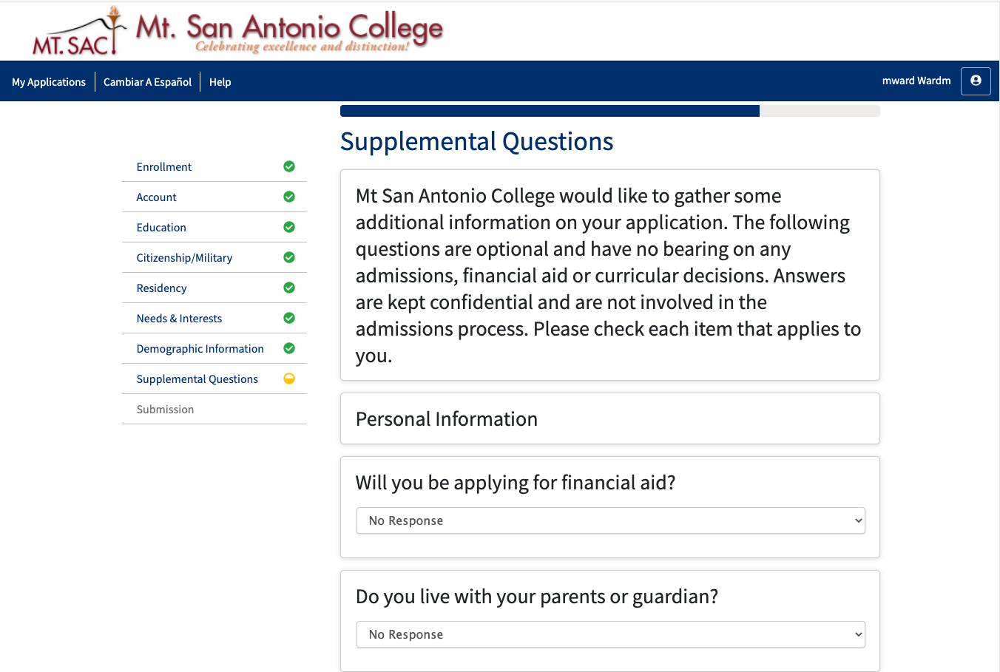 MT. SAC
Mt. San Antonio College
Celebrating excellence and distinction!
My Applications
Cambiar A Español
Help
mward Wardm
Supplemental Questions
Enrollment
Account
Education
Citizenship/Military
Residency
Needs & Interests
Demographic Information
Supplemental Questions
Submission
Mt San Antonio College would like to gather some
additional information on your application. The following
questions are optional and have no bearing on any
admissions, financial aid or curricular decisions. Answers
are kept confidential and are not involved in the
admissions process. Please check each item that applies to
you.
Personal Information
Will you be applying for financial aid?
No Response
Do you live with your parents or guardian?
No Response